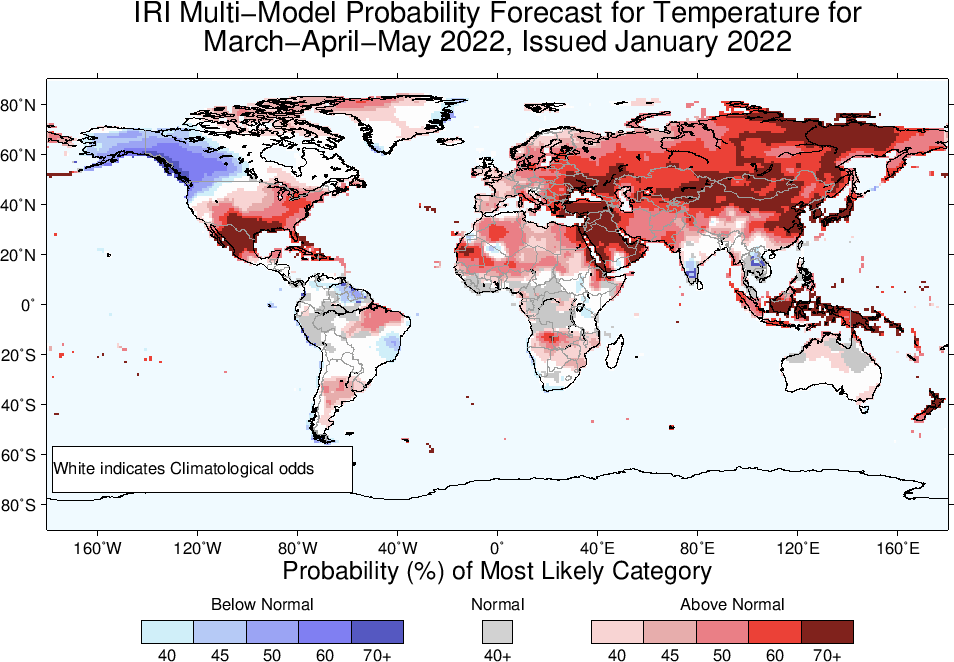 IRI Multi−Model Probability Forecast for Temperature for
March−April−May 2022, Issued January 2022
80˚N
60˚N
40˚N
20˚N
0˚
20˚S
40˚S
60˚S
80˚S
White indicates Climatological odds
160˚W 120˚W 80˚W 40˚W 0˚ 40˚E 80˚E 120˚E 160˚E
Probability (%) of Most Likely Category
Below Normal Normal Above Normal
40 45 50 60 70+ 40+ 40 45 50 60 70+